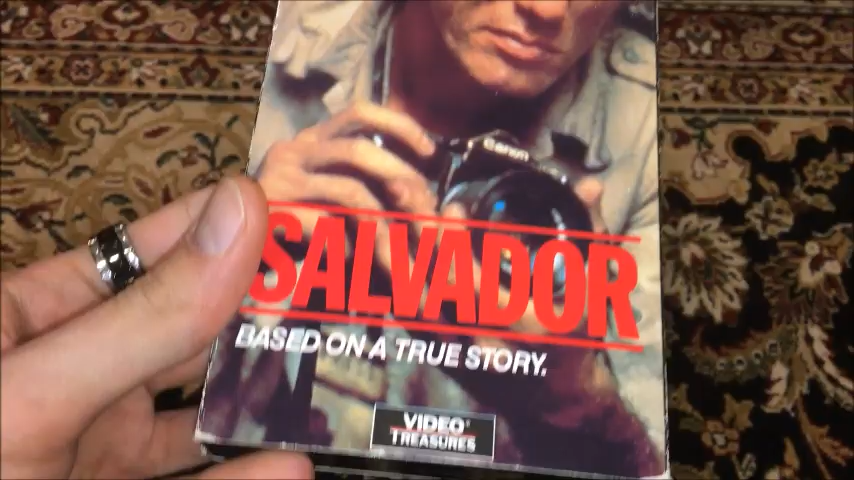 Canon
SALVADOR
BASED ON A TRUE STORY.
VIDEO
TREASURES